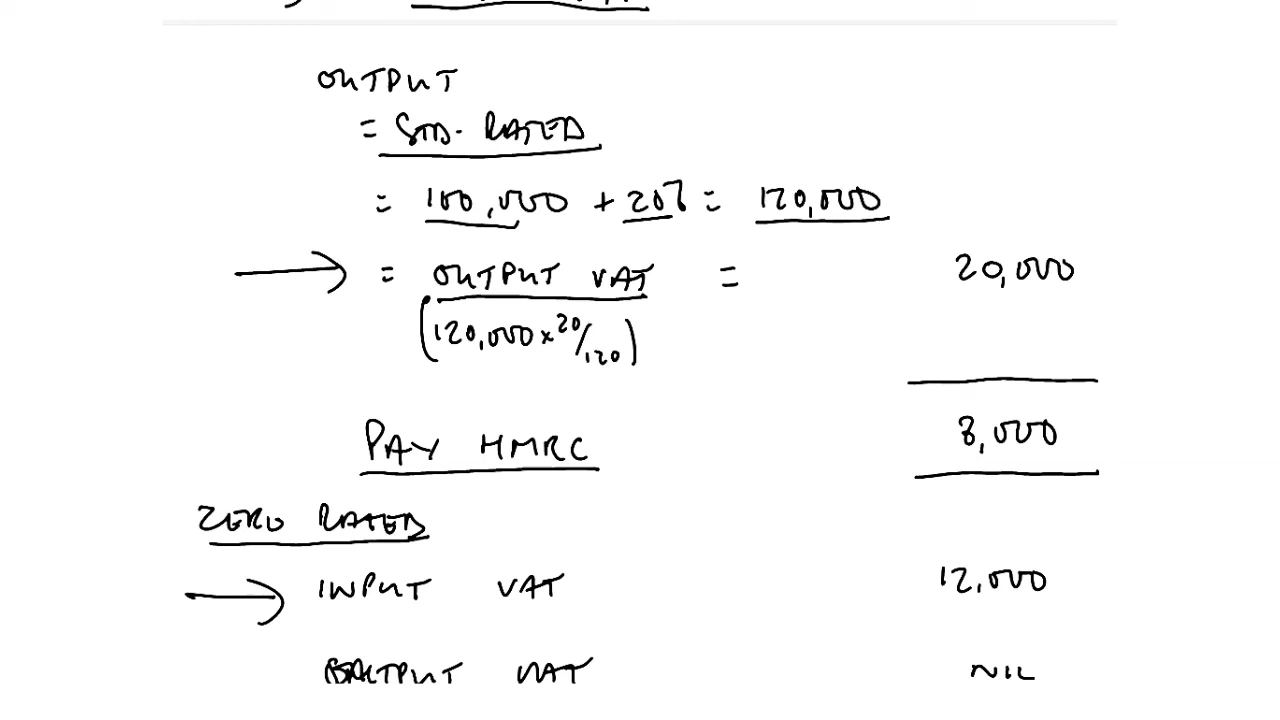 OUTPUT
= STD. RATED
= 100,000 + 20% = 120,000
= OUTPUT VAT = 20,000
(120,000 x 20/120)
PAY HMRC 8,000
ZERO RATED
INPUT VAT 12,000
OUTPUT VAT NIL